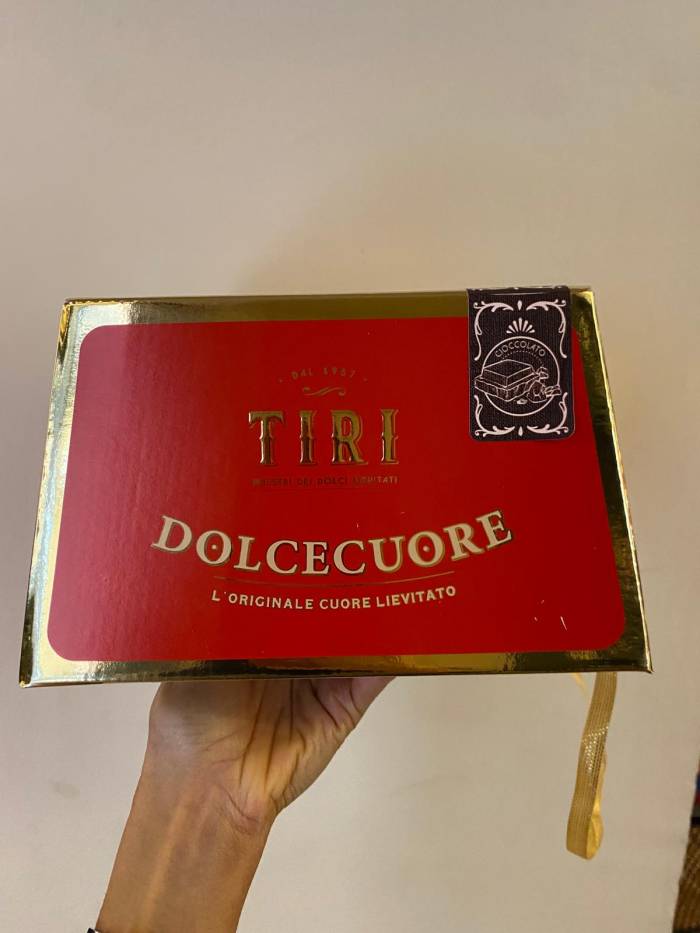 CIOCCOLATO
· DAL 1957 ·
TIRI
MAESTRI DEI DOLCI LIEVITATI
DOLCECUORE
L'ORIGINALE CUORE LIEVITATO